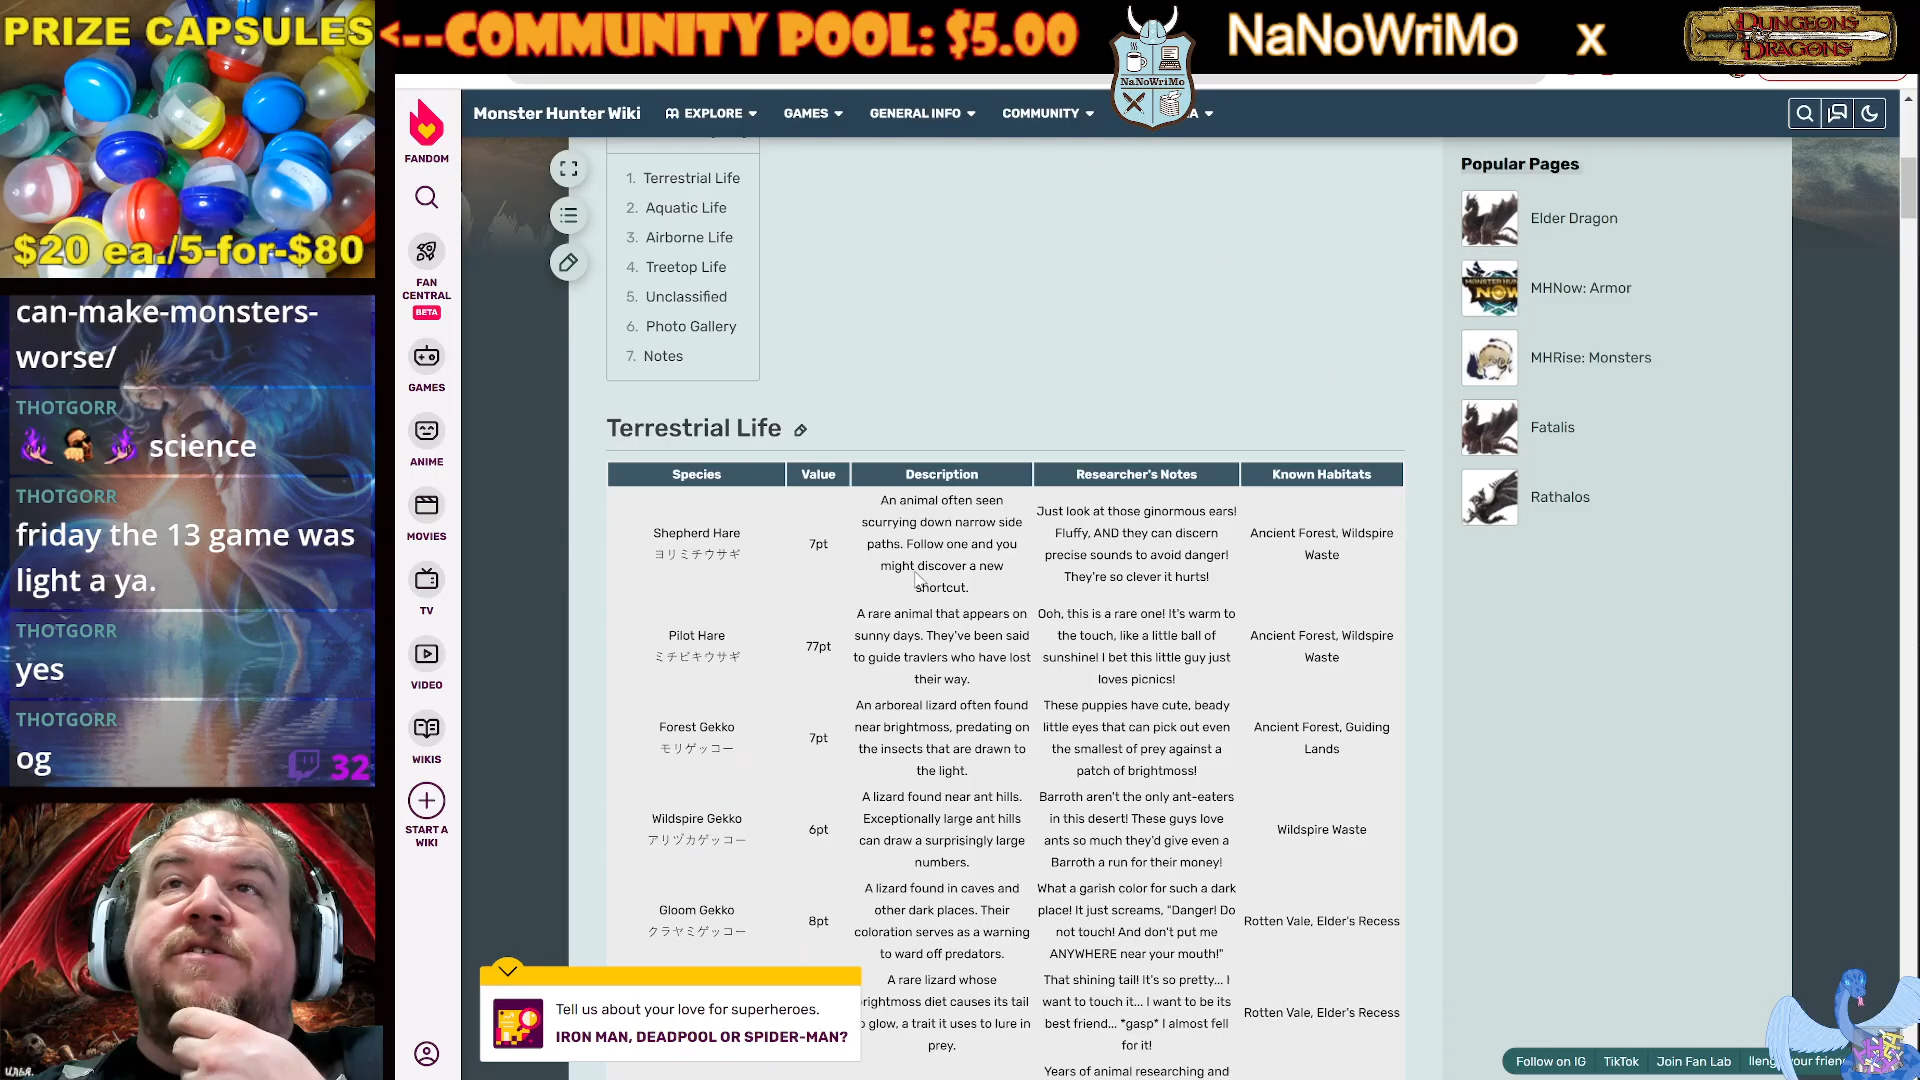 PRIZE CAPSULES
$20 ea./5-for-$80
<--COMMUNITY POOL: $5.00
NaNoWriMo
NaNoWriMo
x
DUNGEONS
DRAGONS
can-make-monsters-
worse/
THOTGORR
science
THOTGORR
friday the 13 game was
light a ya.
THOTGORR
yes
THOTGORR
og
32
FANDOM
FAN
CENTRAL
BETA
GAMES
ANIME
MOVIES
TV
VIDEO
WIKIS
START A
WIKI
Monster Hunter Wiki
EXPLORE
GAMES
GENERAL INFO
COMMUNITY
A
1. Terrestrial Life
2. Aquatic Life
3. Airborne Life
4. Treetop Life
5. Unclassified
6. Photo Gallery
7. Notes
Terrestrial Life
Species
Value
Description
Researcher's Notes
Known Habitats
Shepherd Hare
ヨリミチウサギ
7pt
An animal often seen
scurrying down narrow side
paths. Follow one and you
might discover a new
shortcut.
Just look at those ginormous ears!
Fluffy, AND they can discern
precise sounds to avoid danger!
They're so clever it hurts!
Ancient Forest, Wildspire
Waste
Pilot Hare
ミチビキウサギ
77pt
A rare animal that appears on
sunny days. They've been said
to guide travlers who have lost
their way.
Ooh, this is a rare one! It's warm to
the touch, like a little ball of
sunshine! I bet this little guy just
loves picnics!
Ancient Forest, Wildspire
Waste
Forest Gekko
モリゲッコー
7pt
An arboreal lizard often found
near brightmoss, predating on
the insects that are drawn to
the light.
These puppies have cute, beady
little eyes that can pick out even
the smallest of prey against a
patch of brightmoss!
Ancient Forest, Guiding
Lands
Wildspire Gekko
アリヅカゲッコー
6pt
A lizard found near ant hills.
Exceptionally large ant hills
can draw a surprisingly large
numbers.
Barroth aren't the only ant-eaters
in this desert! These guys love
ants so much they'd give even a
Barroth a run for their money!
Wildspire Waste
Gloom Gekko
クラヤミゲッコー
8pt
A lizard found in caves and
other dark places. Their
coloration serves as a warning
to ward off predators.
What a garish color for such a dark
place! It just screams, "Danger! Do
not touch! And don't put me
ANYWHERE near your mouth!"
Rotten Vale, Elder's Recess
A rare lizard whose
rightmoss diet causes its tail
o glow, a trait it uses to lure in
prey.
That shining tail! It's so pretty... I
want to touch it... I want to be its
best friend... *gasp* I almost fell
for it!
Rotten Vale, Elder's Recess
Years of animal researching and
Tell us about your love for superheroes.
IRON MAN, DEADPOOL OR SPIDER-MAN?
Popular Pages
Elder Dragon
MHNow: Armor
MHRise: Monsters
Fatalis
Rathalos
Follow on IG
TikTok
Join Fan Lab